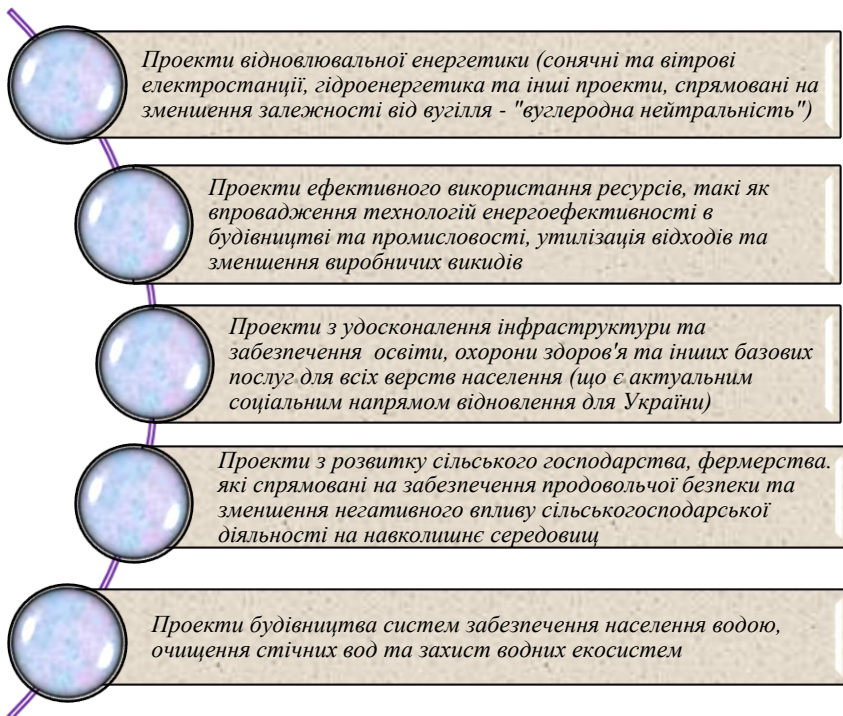 Проекти відновлювальної енергетики (сонячні та вітрові
електростанції, гідроенергетика та інші проекти, спрямовані на
зменшення залежності від вугілля - "вуглеродна нейтральність")
Проекти ефективного використання ресурсів, такі як
впровадження технологій енергоефективності в
будівництві та промисловості, утилізація відходів та
зменшення виробничих викидів
Проекти з удосконалення інфраструктури та
забезпечення освіти, охорони здоров'я та інших базових
послуг для всіх верств населення (що є актуальним
соціальним напрямом відновлення для України)
Проекти з розвитку сільського господарства, фермерства.
які спрямовані на забезпечення продовольчої безпеки та
зменшення негативного впливу сільськогосподарської
діяльності на навколишнє середовищ
Проекти будівництва систем забезпечення населення водою,
очищення стічних вод та захист водних екосистем